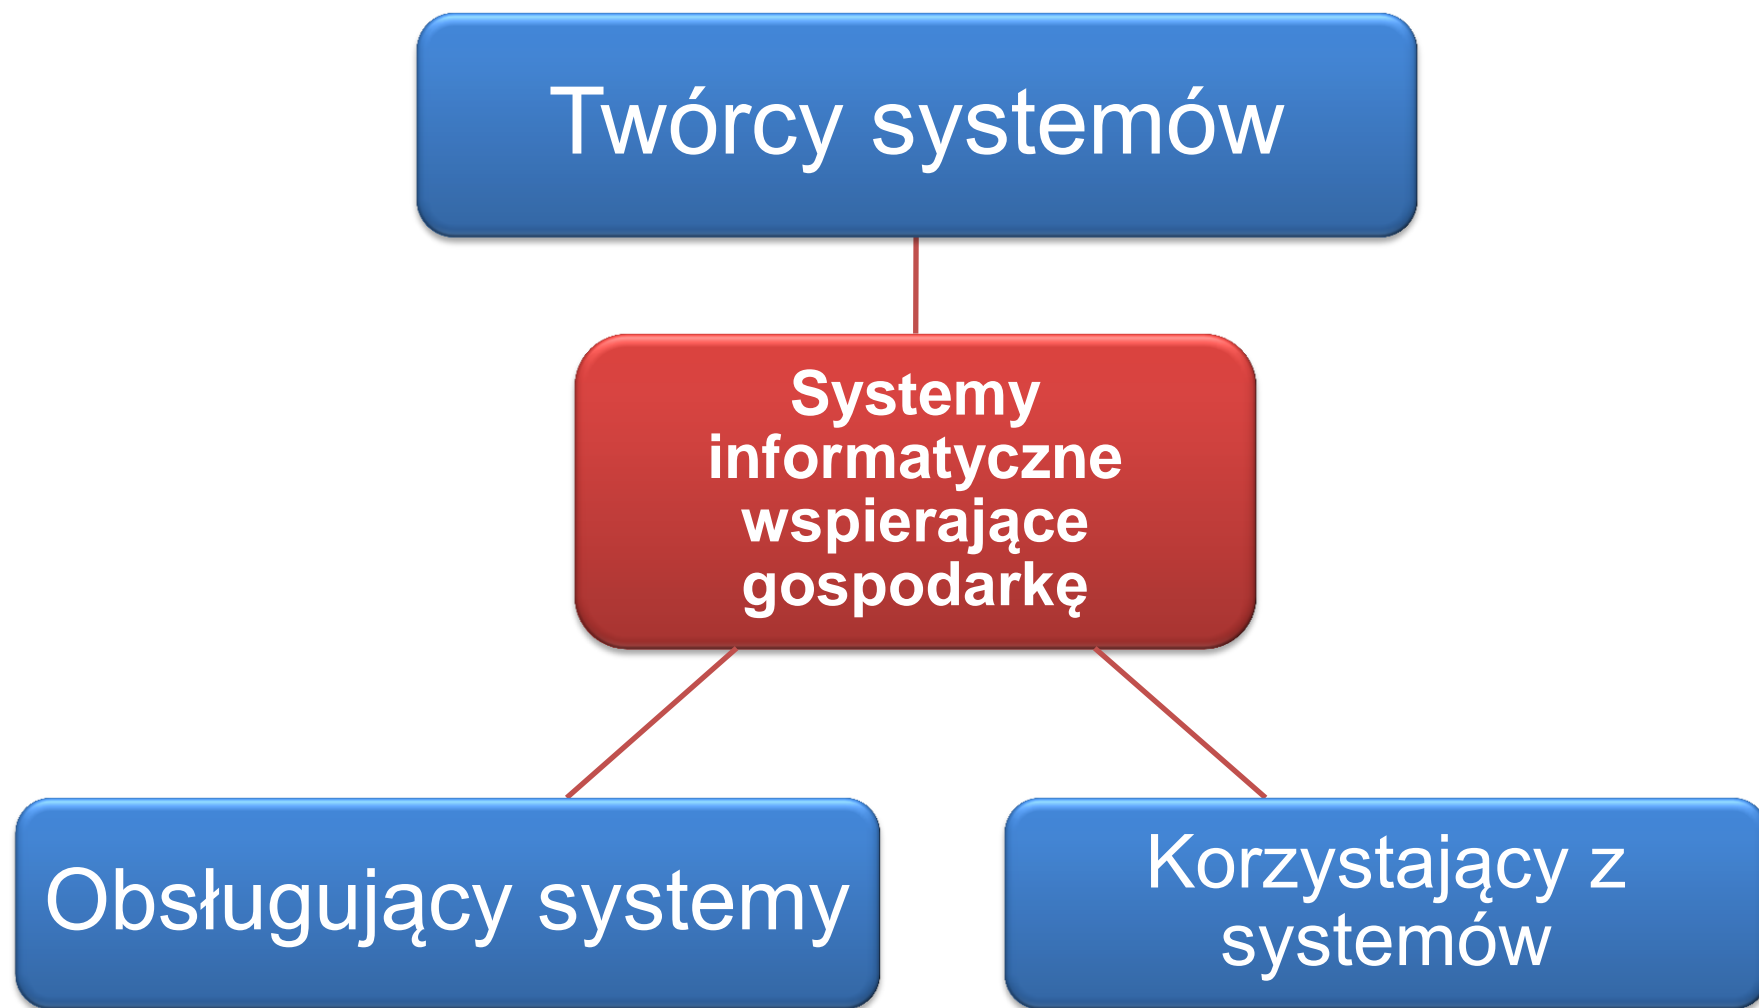 Twórcy systemów
Systemy
informatyczne
wspierające
gospodarkę
Obsługujący systemy
Korzystający z
systemów